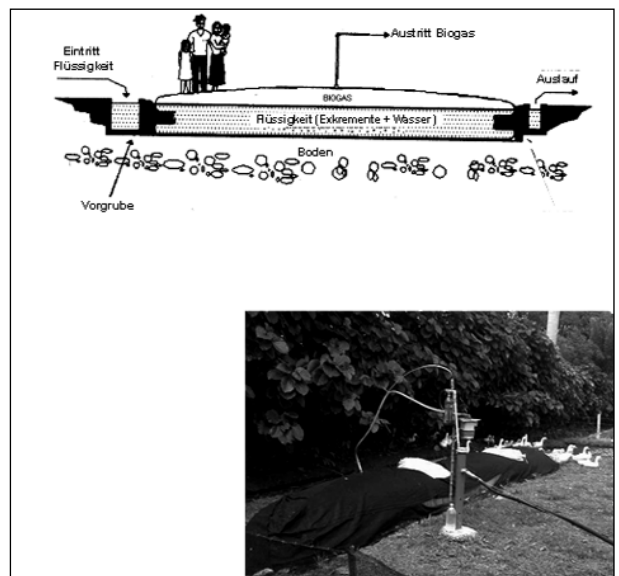 Eintritt
Flüssigkeit
Austritt Biogas
Auslauf
BIOGAS
Flüssigkeit (Exkremente + Wasser)
Boden
Vorgrube